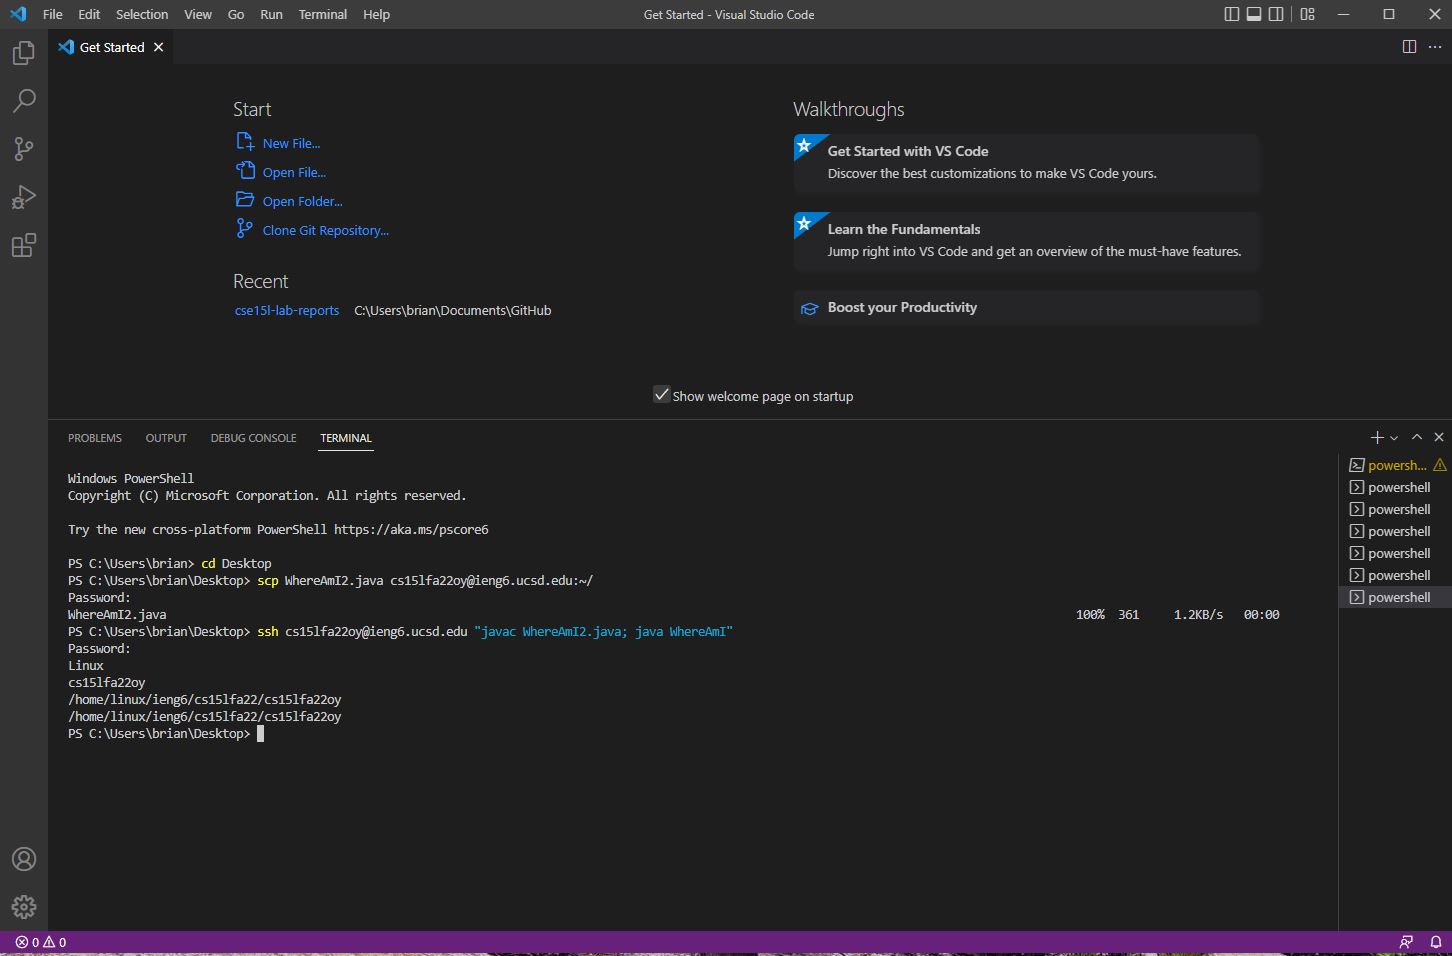 File Edit Selection View Go Run Terminal Help Get Started - Visual Studio Code
Get Started
Start
New File...
Open File...
Open Folder...
Clone Git Repository...
Recent
cse15l-lab-reports C:\Users\brian\Documents\GitHub
Walkthroughs
Get Started with VS Code
Discover the best customizations to make VS Code yours.
Learn the Fundamentals
Jump right into VS Code and get an overview of the must-have features.
Boost your Productivity
Show welcome page on startup
PROBLEMS OUTPUT DEBUG CONSOLE TERMINAL
Windows PowerShell
Copyright (C) Microsoft Corporation. All rights reserved.
Try the new cross-platform PowerShell https://aka.ms/pscore6
PS C:\Users\brian> cd Desktop
PS C:\Users\brian\Desktop> scp WhereAmI2.java cs15lfa22oy@ieng6.ucsd.edu:~/
Password:
WhereAmI2.java 100% 361 1.2KB/s 00:00
PS C:\Users\brian\Desktop> ssh cs15lfa22oy@ieng6.ucsd.edu "javac WhereAmI2.java; java WhereAmI"
Password:
Linux
cs15lfa22oy
/home/linux/ieng6/cs15lfa22/cs15lfa22oy
/home/linux/ieng6/cs15lfa22/cs15lfa22oy
PS C:\Users\brian\Desktop>
powersh...
powershell
powershell
powershell
powershell
powershell
powershell
0 0